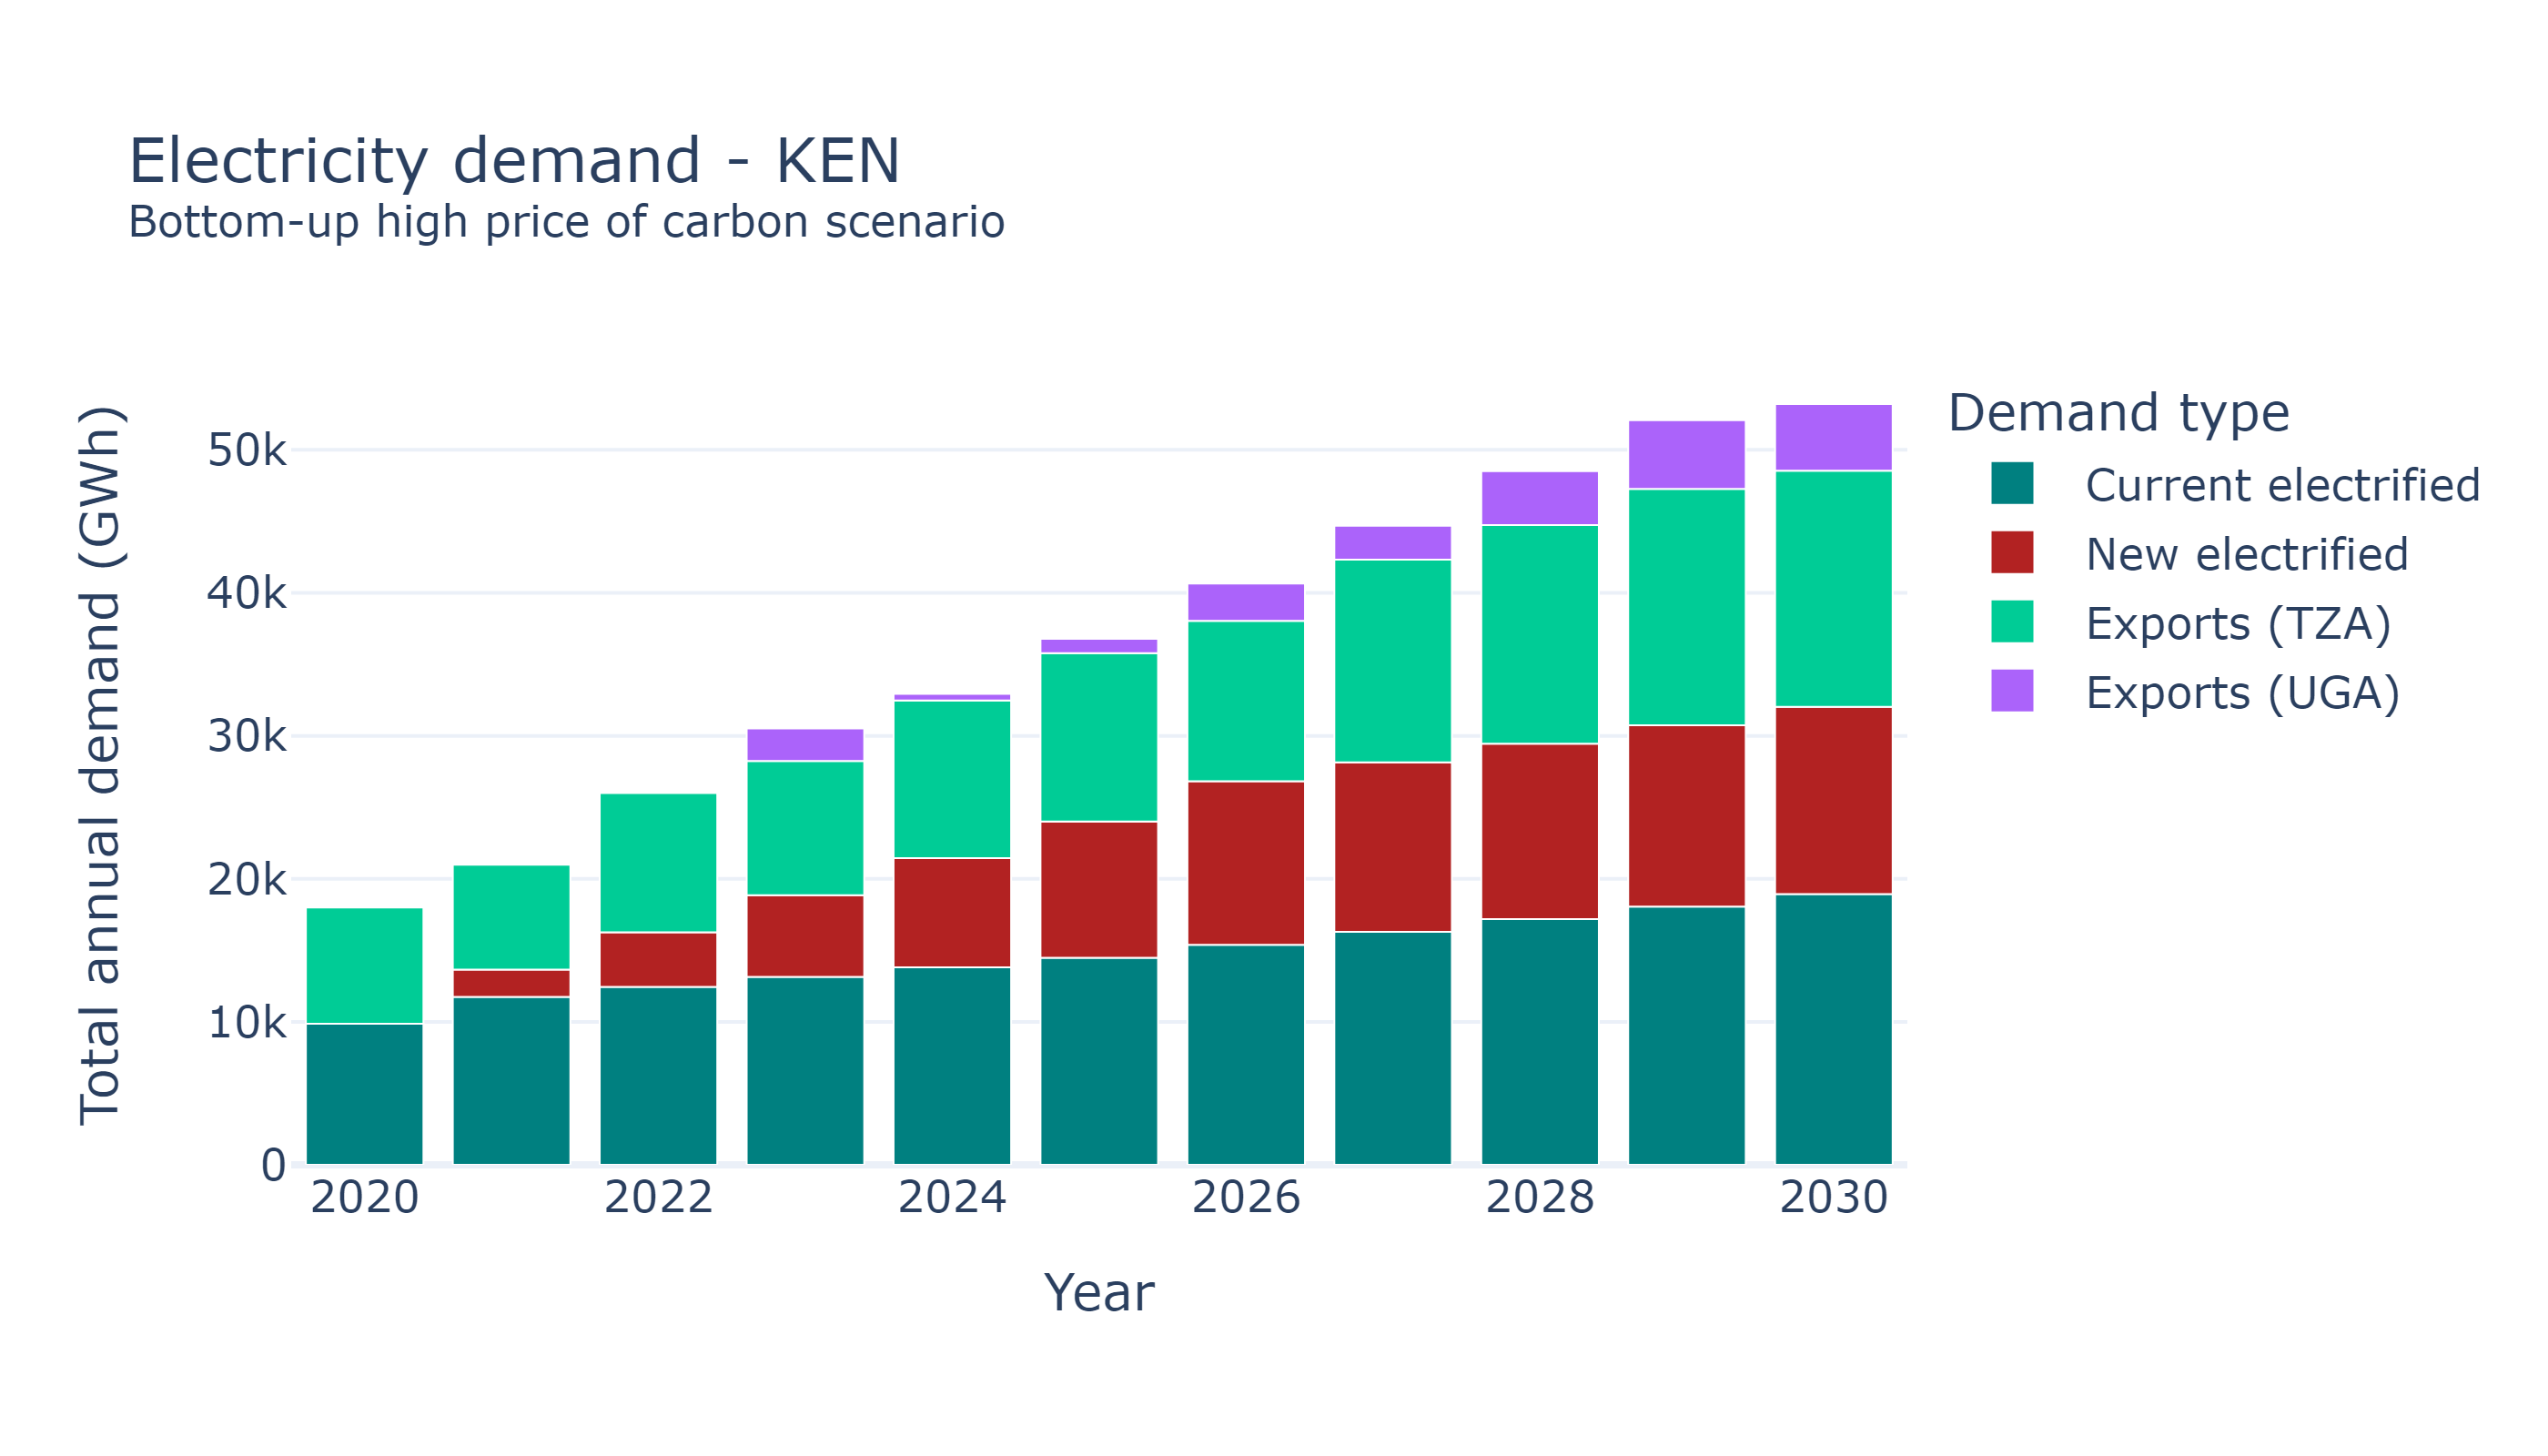 Electricity demand - KEN
Bottom-up high price of carbon scenario
Total annual demand (GWh)
50k
40k
30k
20k
10k
0
2020
2022
2024
2026
2028
2030
Year
Demand type
Current electrified
New electrified
Exports (TZA)
Exports (UGA)